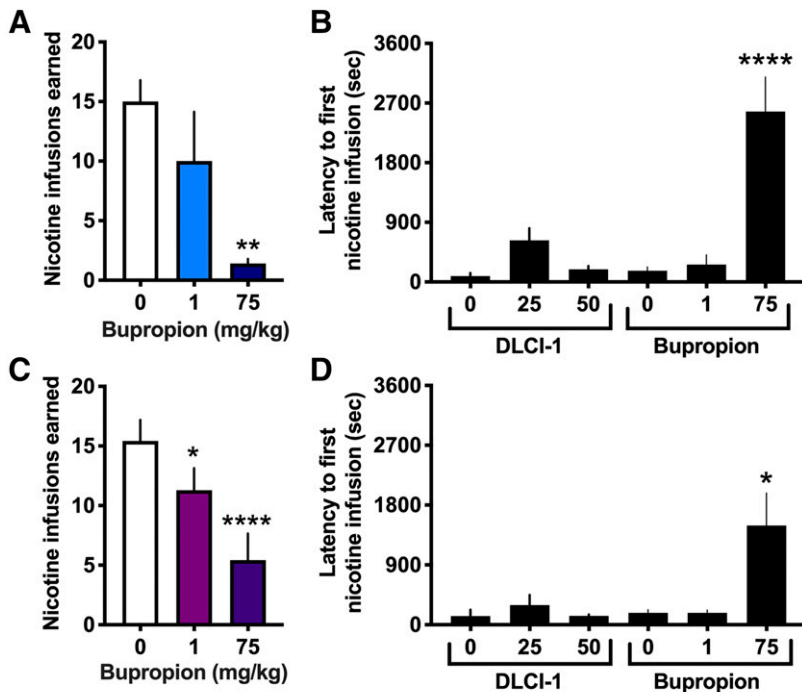 A
Nicotine infusions earned
20
15
10
5
0
**
0 1 75
Bupropion (mg/kg)
B
Latency to first
nicotine infusion (sec)
3600
2700
1800
900
0
****
0 25 50 0 1 75
DLCI-1 Bupropion
C
Nicotine infusions earned
20
15
10
5
0
*
****
0 1 75
Bupropion (mg/kg)
D
Latency to first
nicotine infusion (sec)
3600
2700
1800
900
0
*
0 25 50 0 1 75
DLCI-1 Bupropion